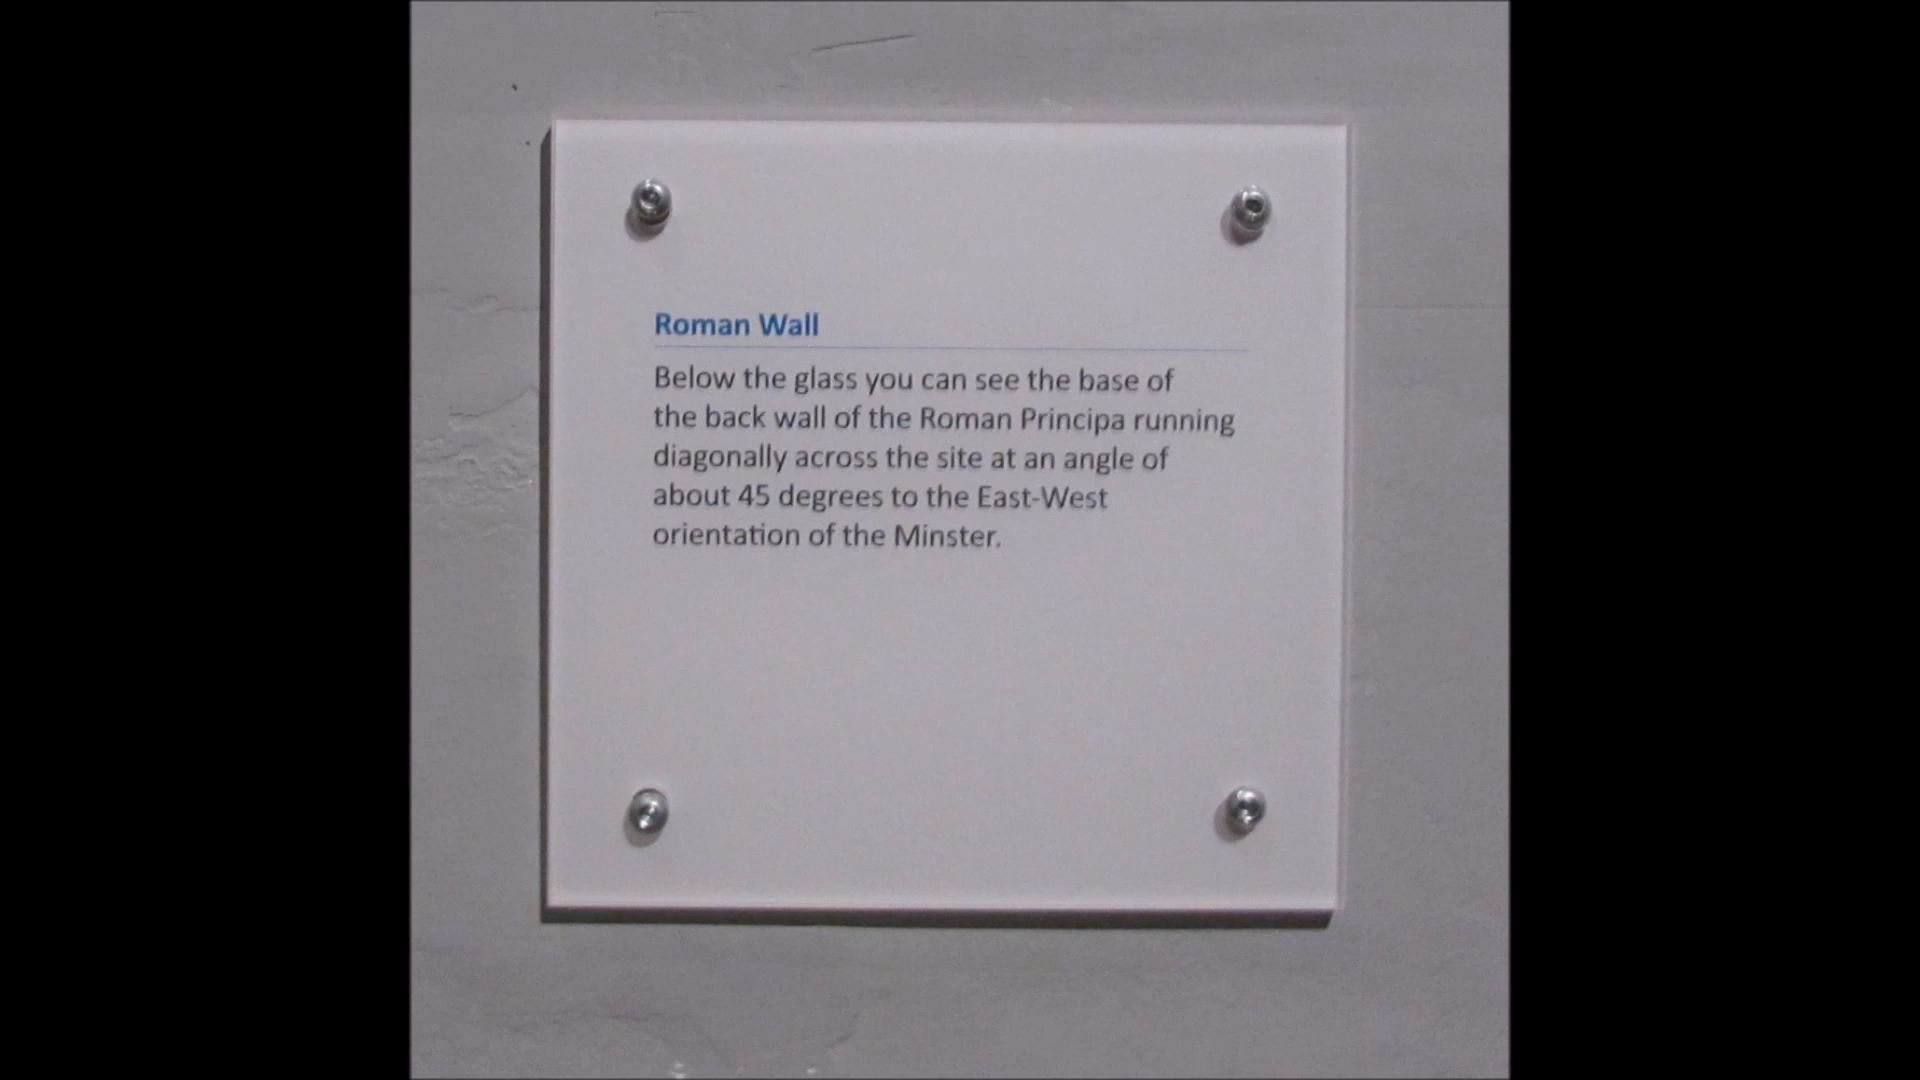 Roman Wall
Below the glass you can see the base of
the back wall of the Roman Principa running
diagonally across the site at an angle of
about 45 degrees to the East-West
orientation of the Minster.